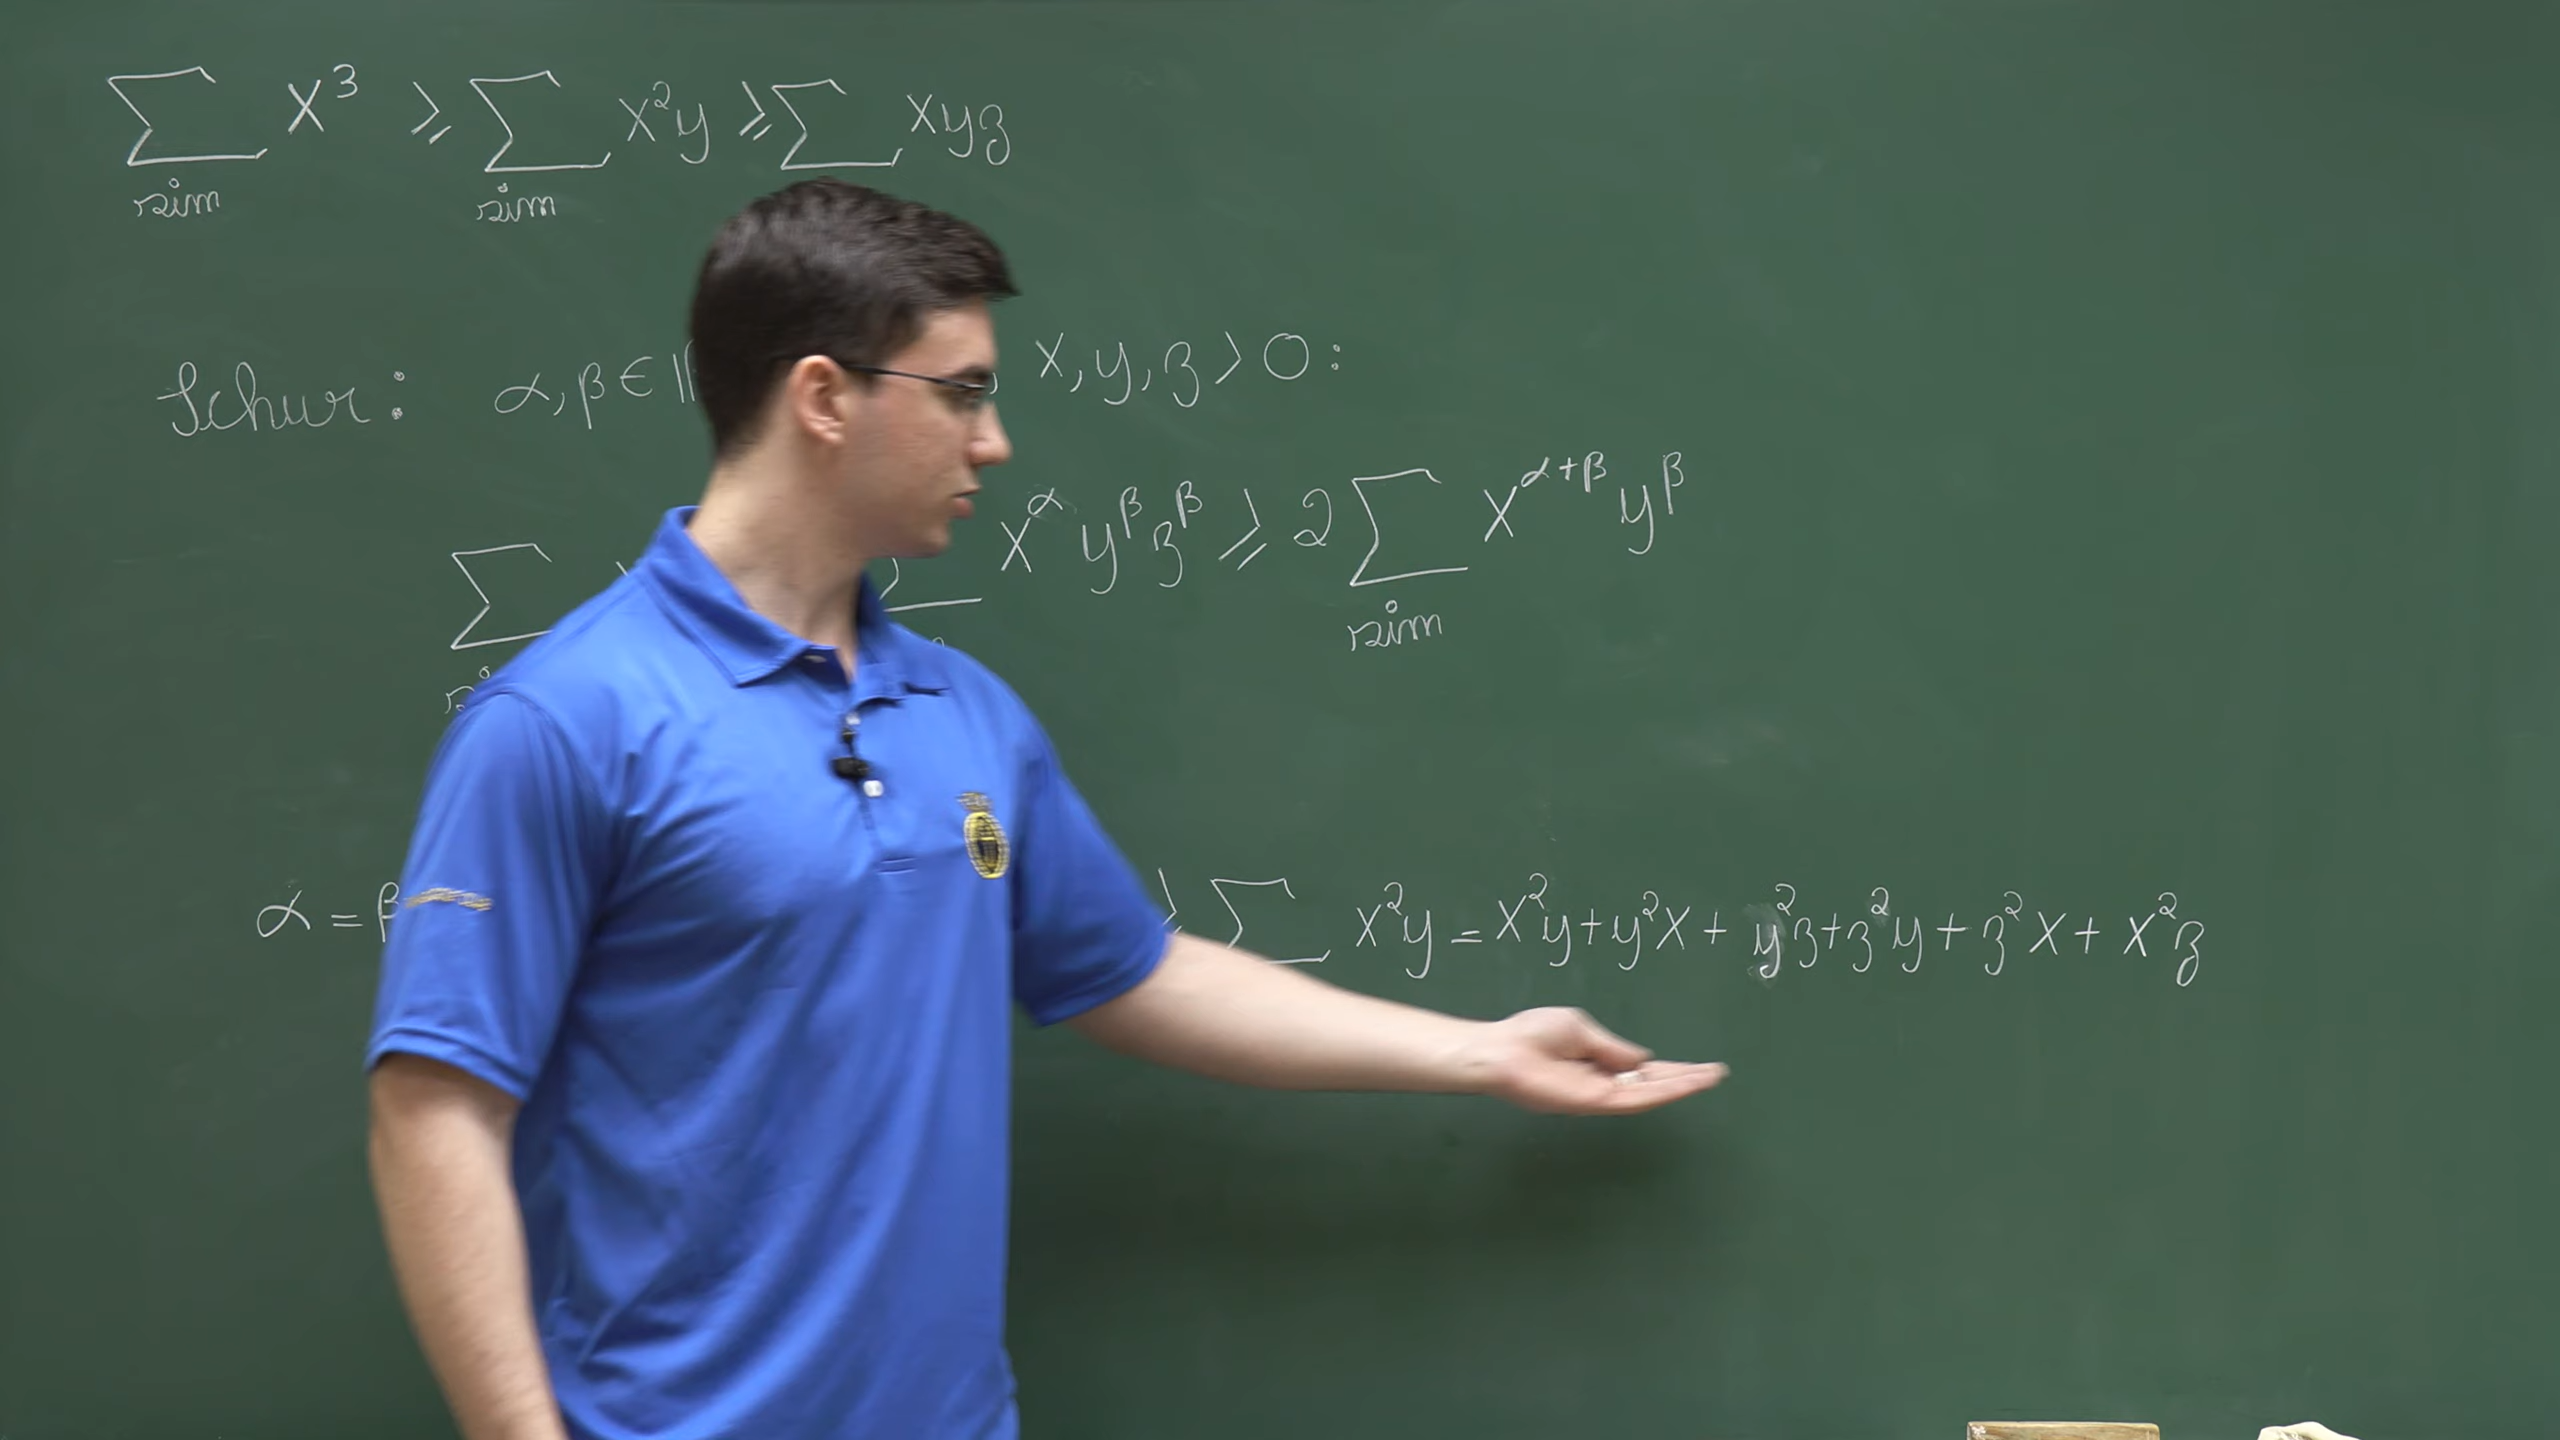 ∑ x³ ≥ ∑ x²y ≥ ∑ xyz
sim sim
Schur: α, β ∈ x, y, z > 0:
∑ x^α y^β z^β ≥ 2 ∑ x^(α+β) y^β
sim
α = β ∑ x²y = x²y + y²x + y²z + z²y + z²x + x²z